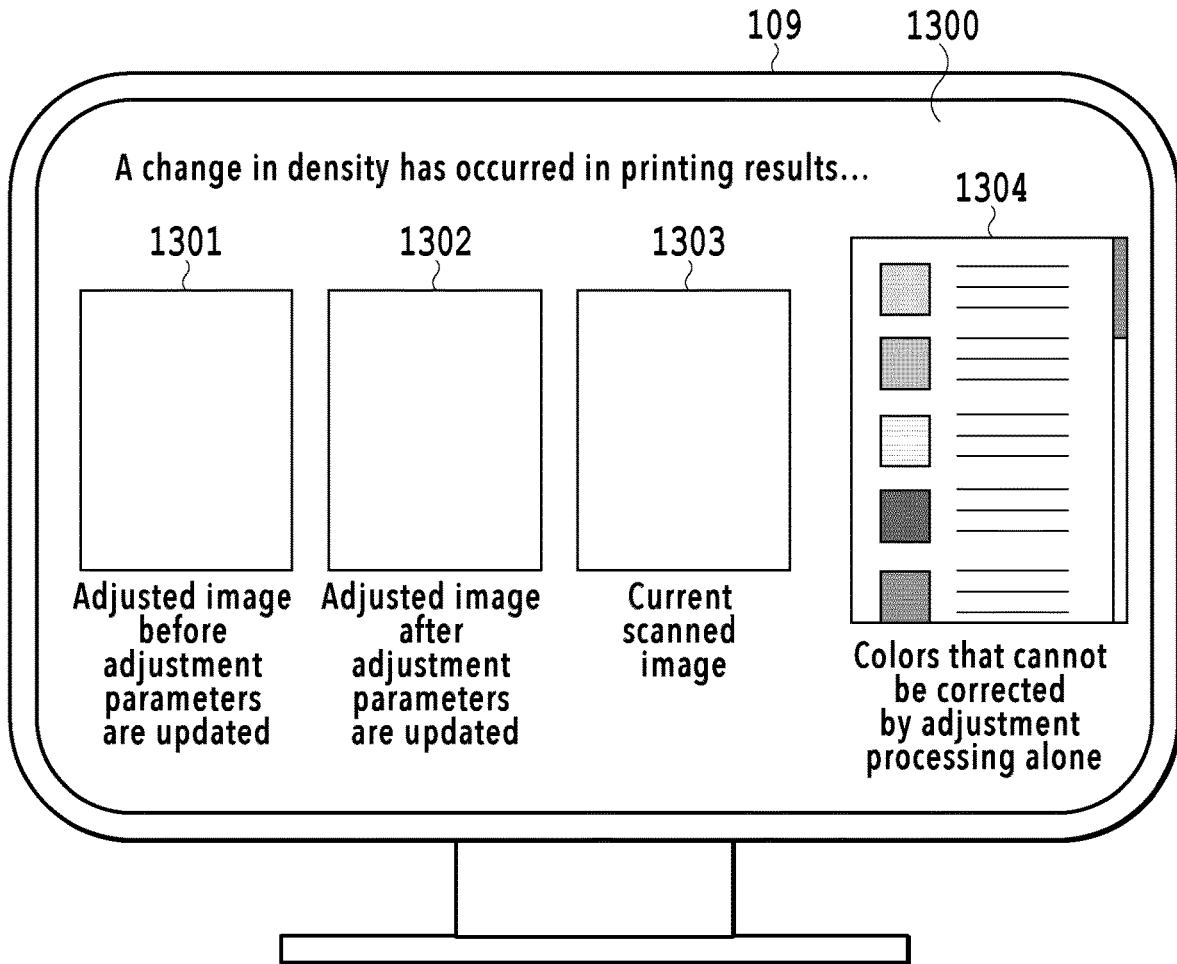 109
1300
A change in density has occurred in printing results...
1304
1301
1302
1303
Adjusted image
before
adjustment
parameters
are updated
Adjusted image
after
adjustment
parameters
are updated
Current
scanned
image
Colors that cannot
be corrected
by adjustment
processing alone